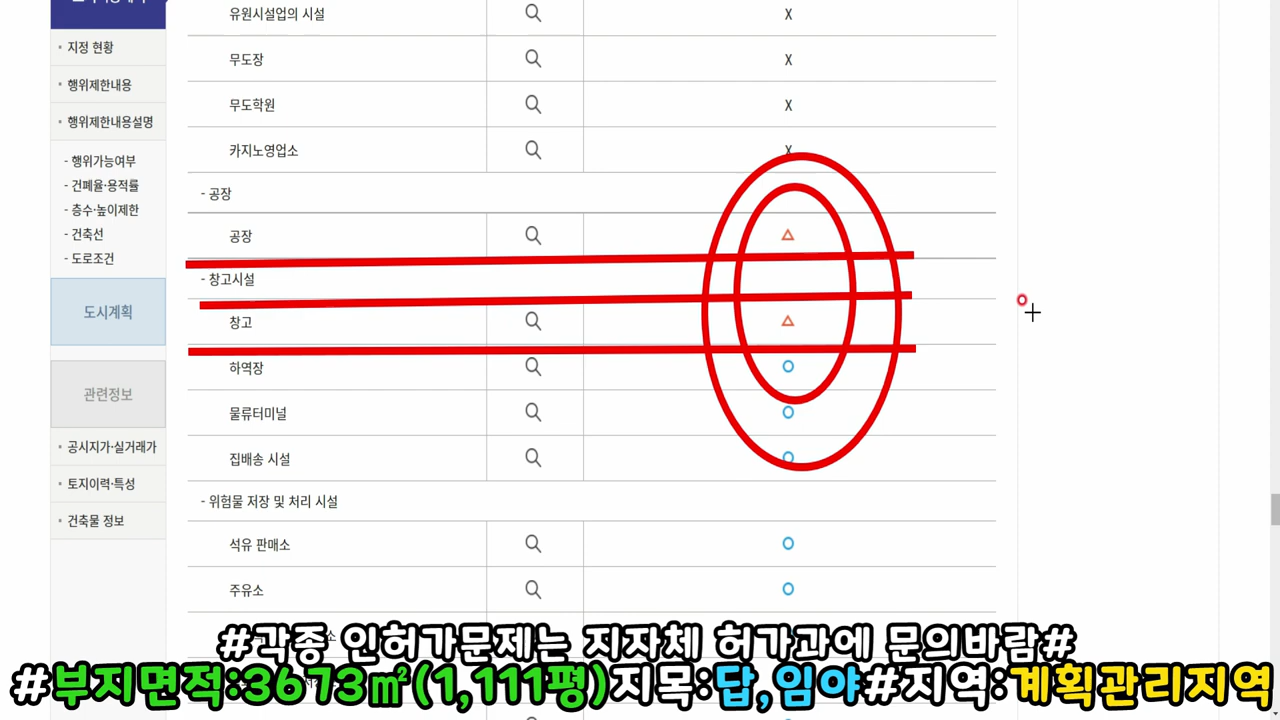 유원시설업의 시설 X
지정 현황
무도장 X
행위제한내용
무도학원 X
행위제한내용설명
카지노영업소 X
- 행위가능여부
- 건폐율·용적률
- 공장
- 층수·높이제한
- 건축선
공장 △
- 도로조건
- 창고시설
도시계획
창고 △
하역장 O
관련정보
물류터미널 O
공시지가·실거래가
집배송 시설 O
토지이력·특성
- 위험물 저장 및 처리 시설
건축물 정보
석유 판매소 O
주유소 O
#각종 인허가문제는 지자체 허가과에 문의바람#
#부지면적:3673㎡(1,111평)지목:답,임야#지역:계획관리지역